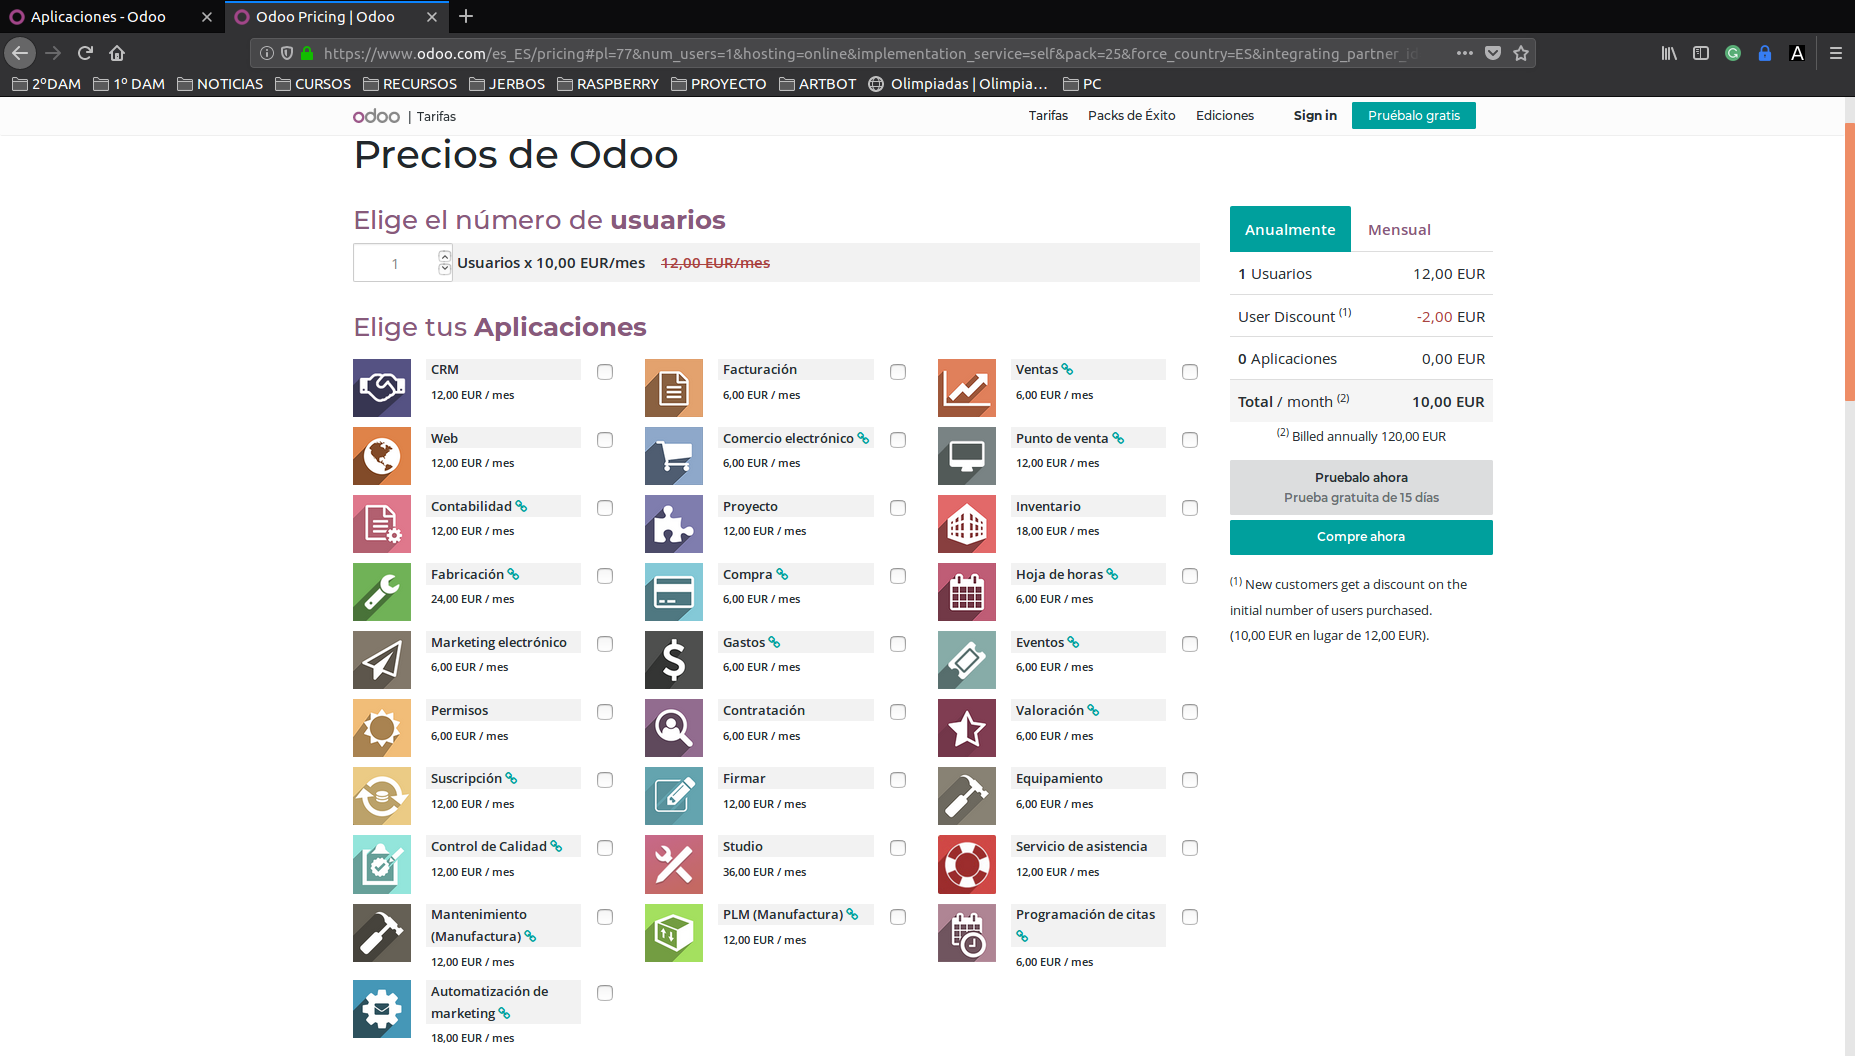 Aplicaciones - Odoo
Odoo Pricing | Odoo
https://www.odoo.com/es_ES/pricing#pl=77&num_users=1&hosting=online&implementation_service=self&pack=25&force_country=ES&integrating_partner_id
2ºDAM
1º DAM
NOTICIAS
CURSOS
RECURSOS
JERBOS
RASPBERRY
PROYECTO
ARTBOT
Olimpiadas | Olimpia…
PC
odoo | Tarifas
Tarifas
Packs de Éxito
Ediciones
Sign in
Pruébalo gratis
Precios de Odoo
Elige el número de usuarios
1 Usuarios x 10,00 EUR/mes 12,00 EUR/mes
Elige tus Aplicaciones
CRM
12,00 EUR / mes
Facturación
6,00 EUR / mes
Ventas
6,00 EUR / mes
Web
12,00 EUR / mes
Comercio electrónico
6,00 EUR / mes
Punto de venta
12,00 EUR / mes
Contabilidad
12,00 EUR / mes
Proyecto
12,00 EUR / mes
Inventario
18,00 EUR / mes
Fabricación
24,00 EUR / mes
Compra
6,00 EUR / mes
Hoja de horas
6,00 EUR / mes
Marketing electrónico
6,00 EUR / mes
Gastos
6,00 EUR / mes
Eventos
6,00 EUR / mes
Permisos
6,00 EUR / mes
Contratación
6,00 EUR / mes
Valoración
6,00 EUR / mes
Suscripción
12,00 EUR / mes
Firmar
12,00 EUR / mes
Equipamiento
6,00 EUR / mes
Control de Calidad
12,00 EUR / mes
Studio
36,00 EUR / mes
Servicio de asistencia
12,00 EUR / mes
Mantenimiento
(Manufactura)
12,00 EUR / mes
PLM (Manufactura)
12,00 EUR / mes
Programación de citas
6,00 EUR / mes
Automatización de
marketing
18,00 EUR / mes
Anualmente
Mensual
1 Usuarios 12,00 EUR
User Discount (1) -2,00 EUR
0 Aplicaciones 0,00 EUR
Total / month (2) 10,00 EUR
(2) Billed annually 120,00 EUR
Pruebalo ahora
Prueba gratuita de 15 días
Compre ahora
(1) New customers get a discount on the
initial number of users purchased.
(10,00 EUR en lugar de 12,00 EUR).